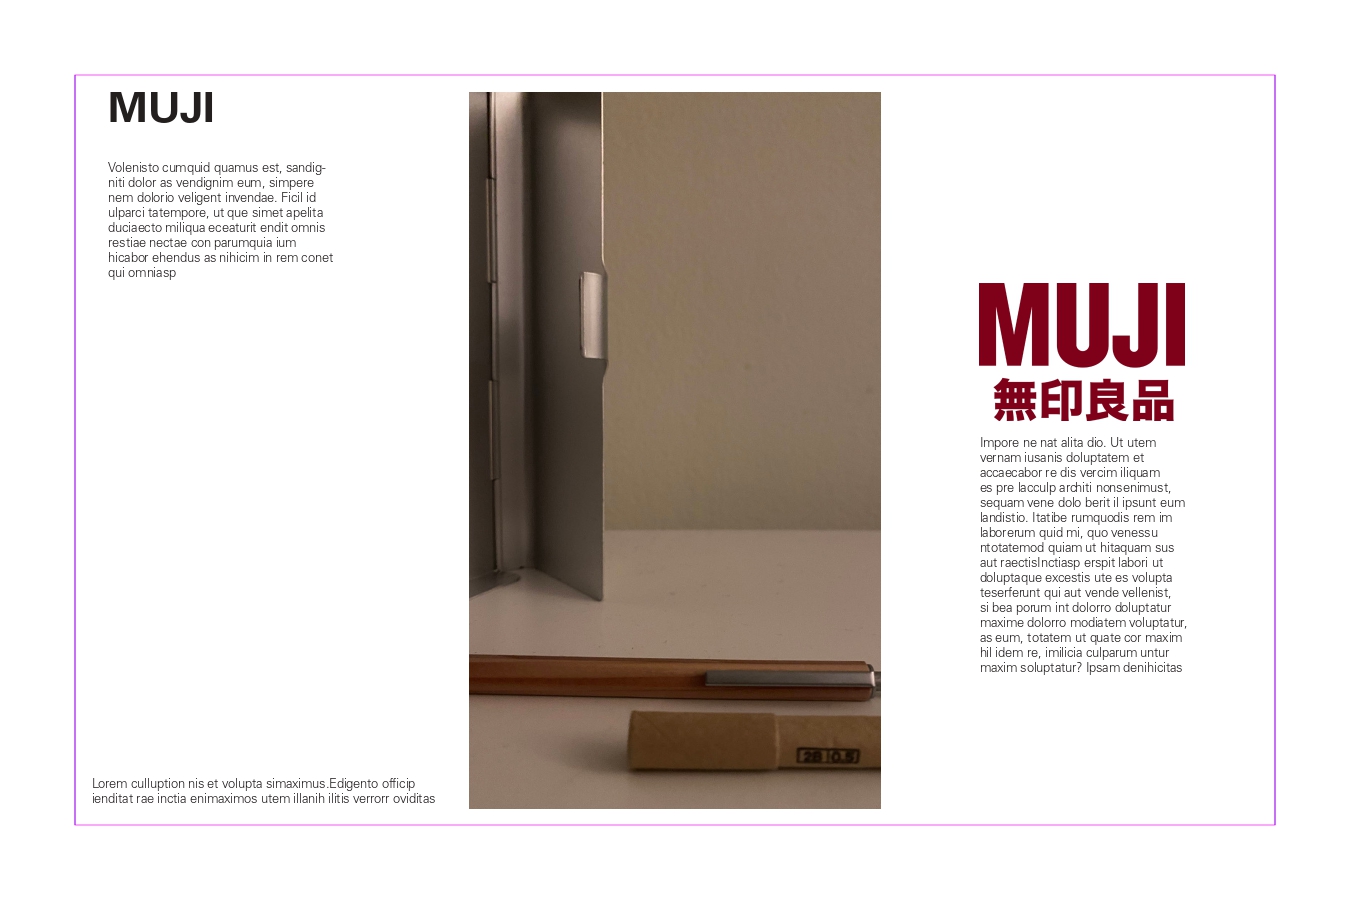 MUJI
Volenisto cumquid quamus est, sandig-
niti dolor as vendignim eum, simpere
nem dolorio veligent invendae. Ficil id
ulparci tatempore, ut que simet apelita
duciaecto miliqua eceaturit endit omnis
restiae nectae con parumquia ium
hicabor ehendus as nihicim in rem conet
qui omniasp
Lorem culluption nis et volupta simaximus.Edigento officip
ienditat rae inctia enimaximos utem illanih ilitis verrorr oviditas
2B 0.5
MUJI
無印良品
Impore ne nat alita dio. Ut utem
vernam iusanis doluptatem et
accaecabor re dis vercim iliquam
es pre lacculp architi nonsenimust,
sequam vene dolo berit il ipsunt eum
landistio. Itatibe rumquodis rem im
laborerum quid mi, quo venessu
ntotatemod quiam ut hitaquam sus
aut raectisInctiasp erspit labori ut
doluptaque excestis ute es volupta
teserferunt qui aut vende vellenist,
si bea porum int dolorro doluptatur
maxime dolorro modiatem voluptatur,
as eum, totatem ut quate cor maxim
hil idem re, imilicia culparum untur
maxim soluptatur? Ipsam denihicitas